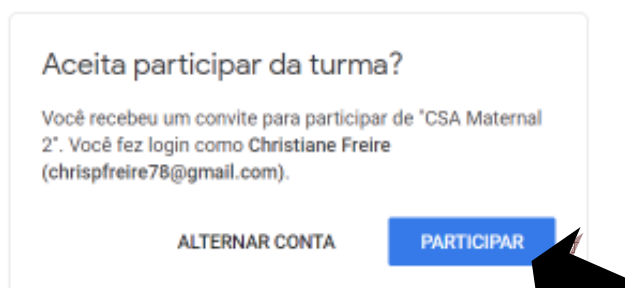 Aceita participar da turma?
Você recebeu um convite para participar de "CSA Maternal
2". Você fez login como Christiane Freire
(chrispfreire78@gmail.com).
ALTERNAR CONTA PARTICIPAR